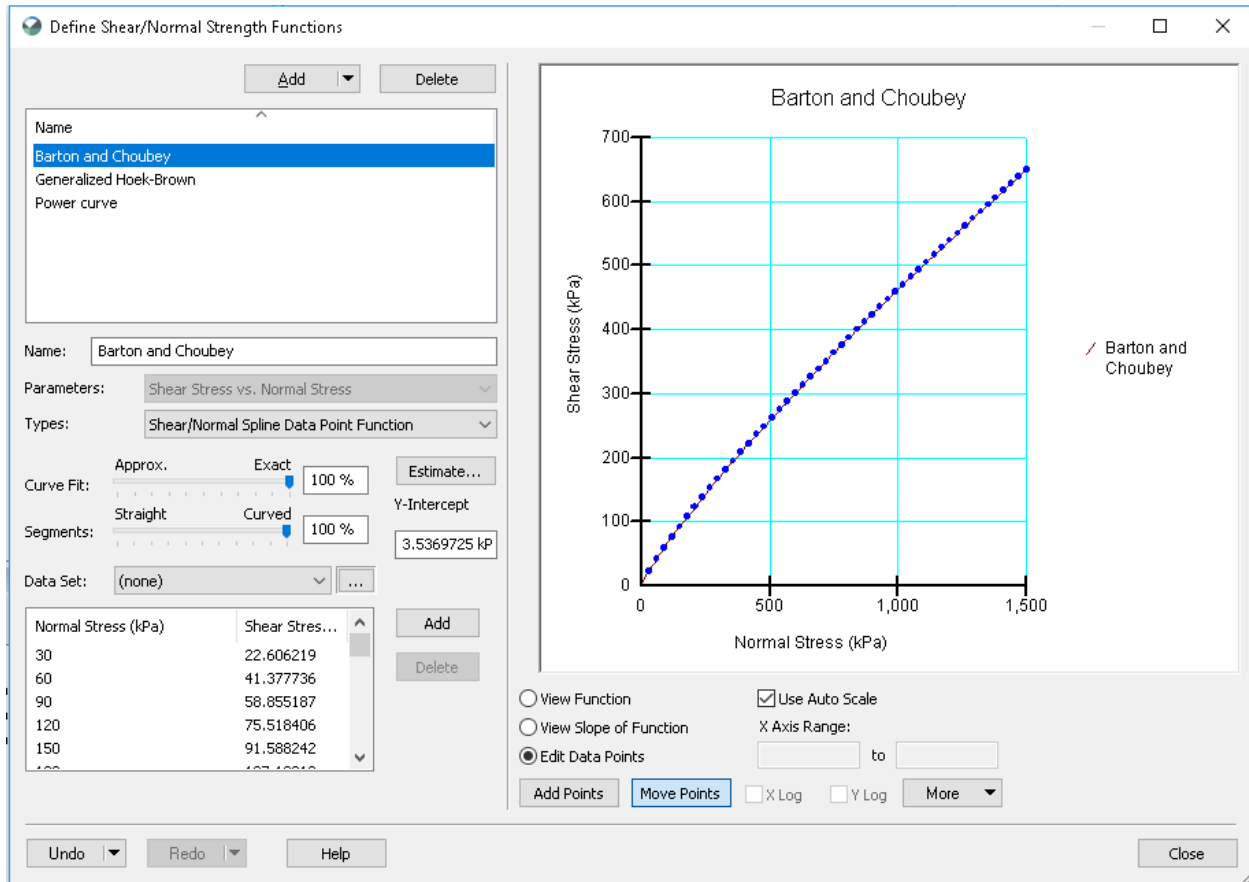 Define Shear/Normal Strength Functions
Add
Delete
Name
Barton and Choubey
Generalized Hoek-Brown
Power curve
Name:
Barton and Choubey
Parameters:
Shear Stress vs. Normal Stress
Types:
Shear/Normal Spline Data Point Function
Curve Fit:
Approx.
Exact
100 %
Estimate...
Segments:
Straight
Curved
100 %
Y-Intercept
3.5369725 kP
Data Set:
(none)
...
Normal Stress (kPa)
Shear Stres...
30
22.606219
60
41.377736
90
58.855187
120
75.518406
150
91.588242
Add
Delete
Barton and Choubey
700
600
500
400
300
200
100
0
Shear Stress (kPa)
0
500
1,000
1,500
Normal Stress (kPa)
Barton and
Choubey
View Function
View Slope of Function
Edit Data Points
Use Auto Scale
X Axis Range:
to
Add Points
Move Points
X Log
Y Log
More
Undo
Redo
Help
Close